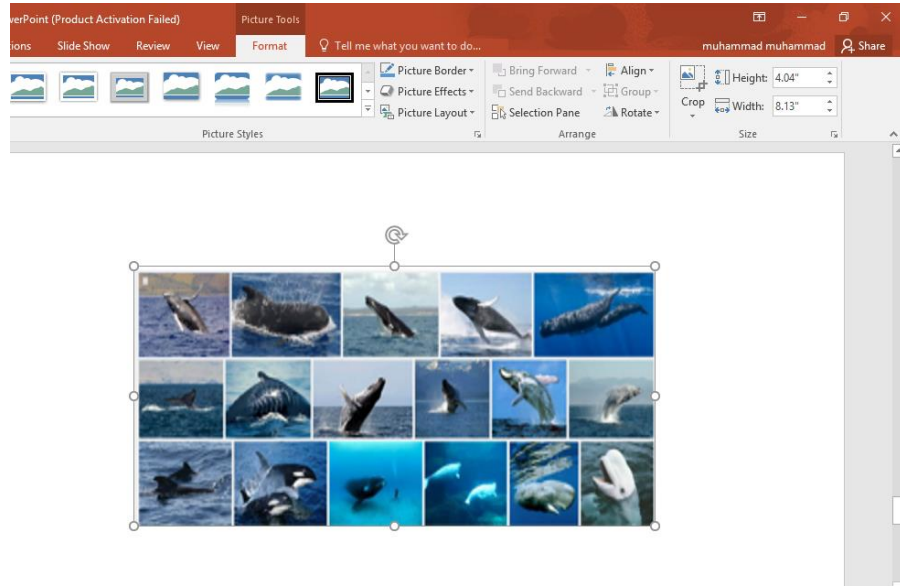 verPoint (Product Activation Failed) Picture Tools
tions Slide Show Review View Format Tell me what you want to do... muhammad muhammad Share
Picture Border Bring Forward Align Height: 4.04"
Picture Effects Send Backward Group Crop Width: 8.13"
Picture Layout Selection Pane Rotate
Picture Styles Arrange Size